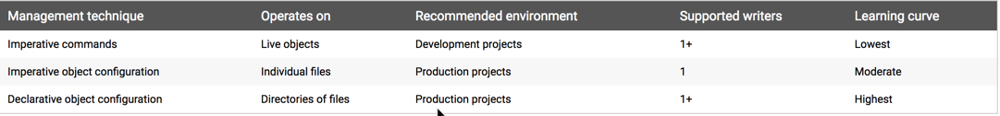 Management technique Operates on Recommended environment Supported writers Learning curve
Imperative commands Live objects Development projects 1+ Lowest
Imperative object configuration Individual files Production projects 1 Moderate
Declarative object configuration Directories of files Production projects 1+ Highest